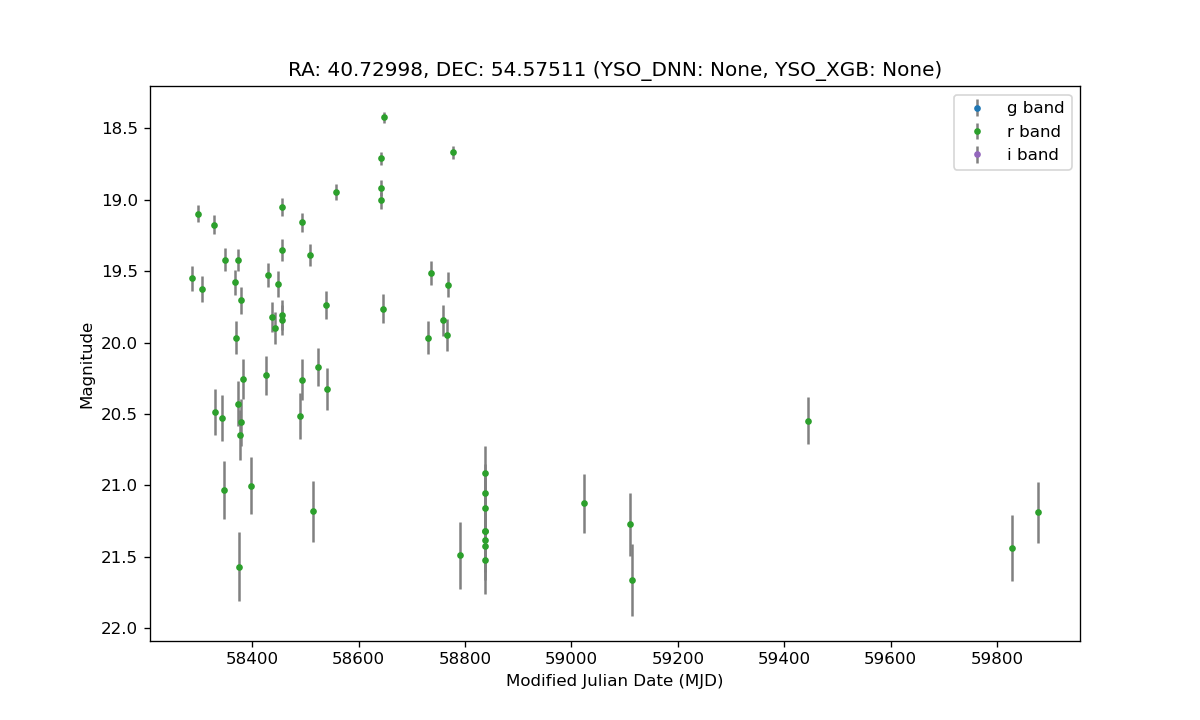 RA: 40.72998, DEC: 54.57511 (YSO_DNN: None, YSO_XGB: None)
g band
r band
i band
18.5
19.0
19.5
20.0
20.5
21.0
21.5
22.0
Magnitude
58400 58600 58800 59000 59200 59400 59600 59800
Modified Julian Date (MJD)